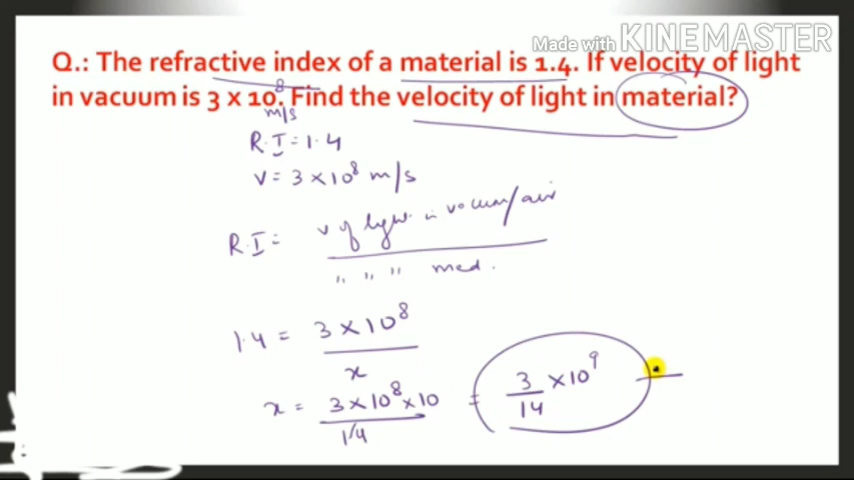 Made with KINEMASTER
Q.: The refractive index of a material is 1.4. If velocity of light
in vacuum is 3 x 10⁸. Find the velocity of light in material?
m/s
R.I = 1.4
v = 3 × 10⁸ m/s
R.I = v of light in vacuum/air
" " " med.
1.4 = 3 × 10⁸
x
x = 3 × 10⁸ × 10 = 3 × 10⁹
14 14